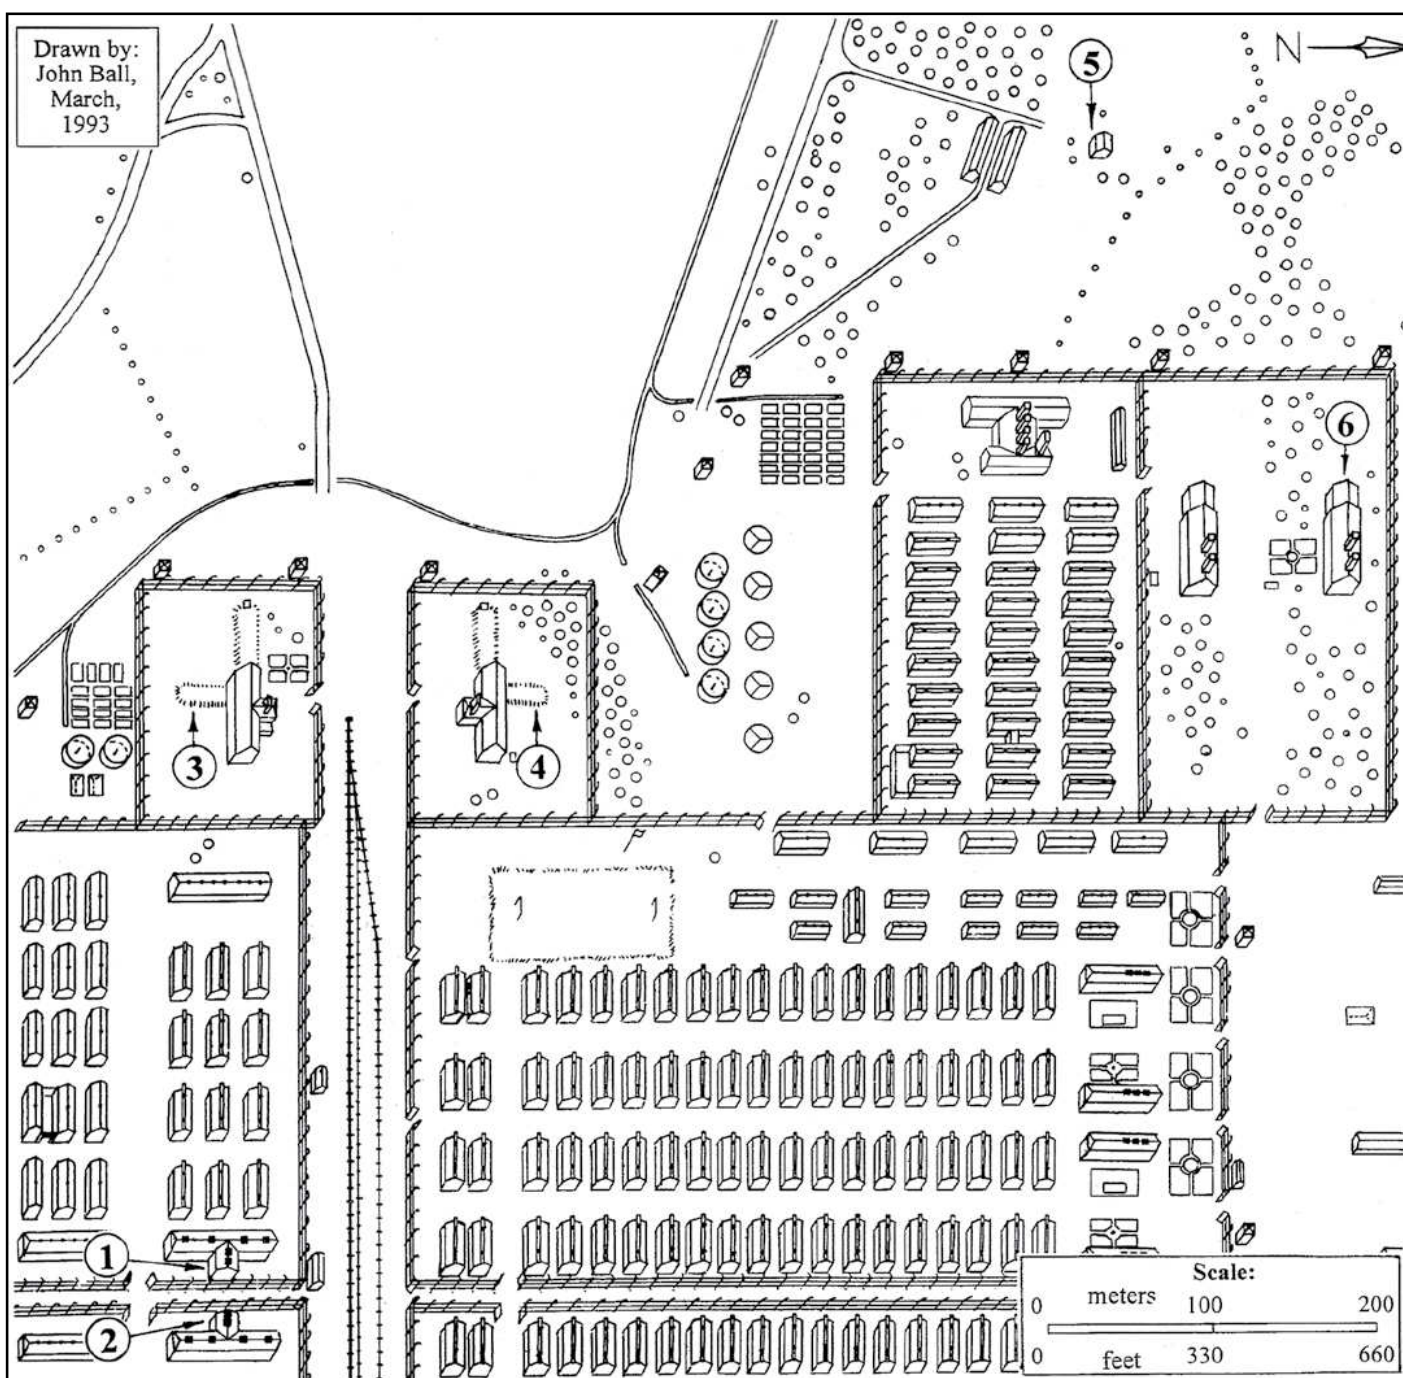 Drawn by:
John Ball,
March,
1993
N
5
6
3
4
1
2
Scale:
0 meters 100 200
0 feet 330 660